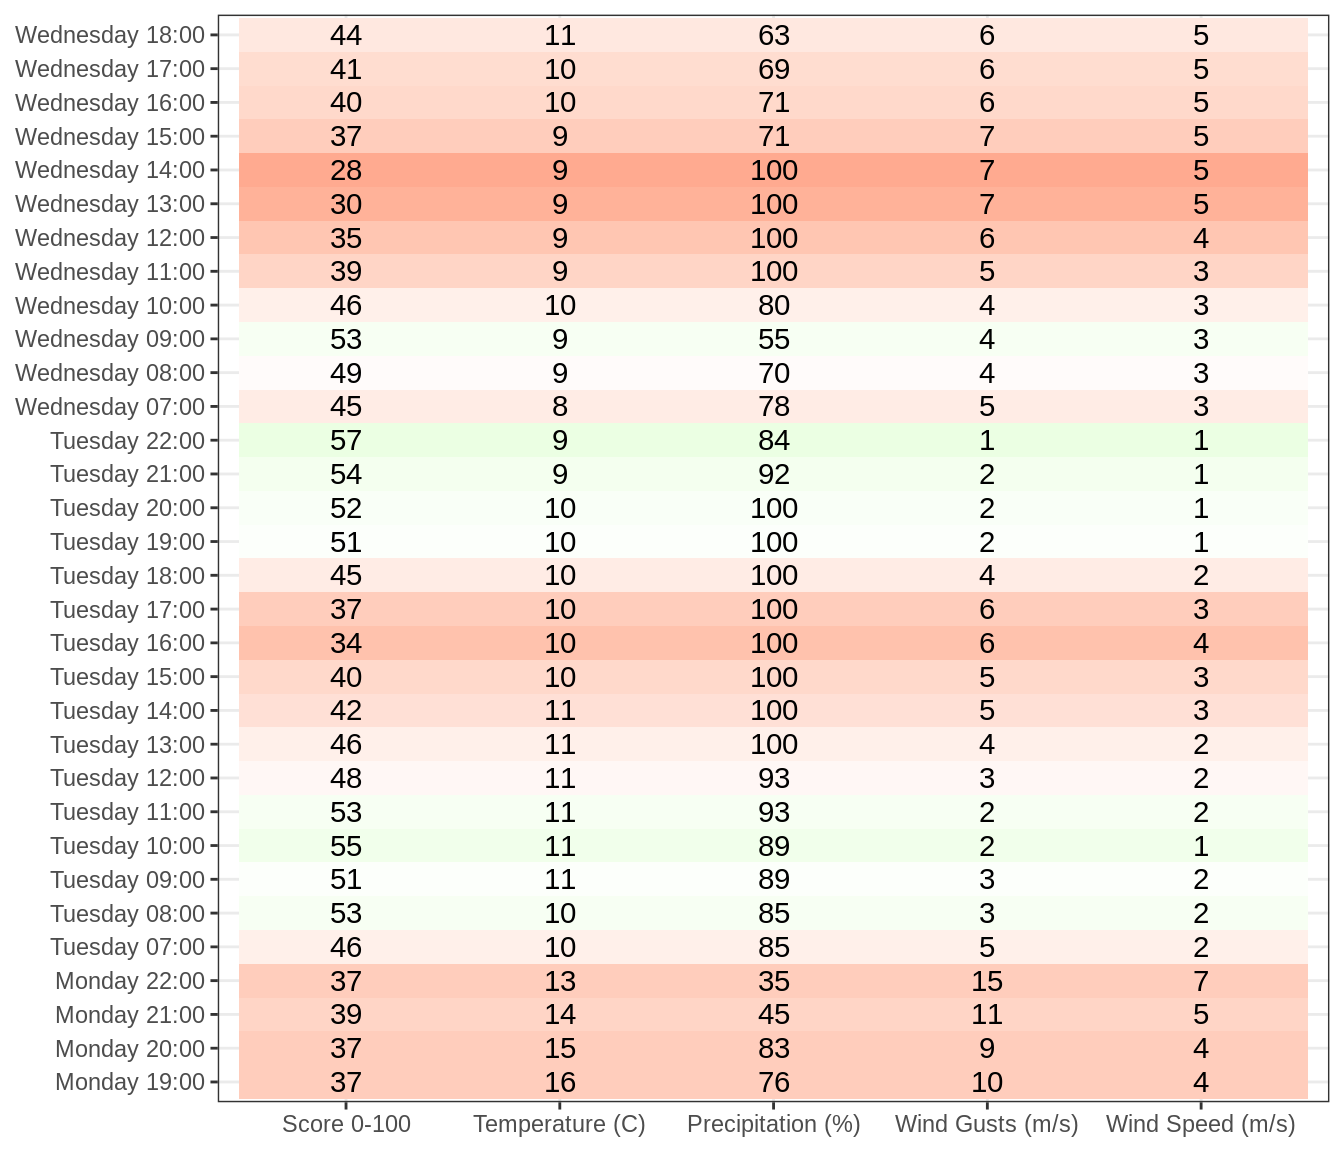 Wednesday 18:00 44 11 63 6 5
Wednesday 17:00 41 10 69 6 5
Wednesday 16:00 40 10 71 6 5
Wednesday 15:00 37 9 71 7 5
Wednesday 14:00 28 9 100 7 5
Wednesday 13:00 30 9 100 7 5
Wednesday 12:00 35 9 100 6 4
Wednesday 11:00 39 9 100 5 3
Wednesday 10:00 46 10 80 4 3
Wednesday 09:00 53 9 55 4 3
Wednesday 08:00 49 9 70 4 3
Wednesday 07:00 45 8 78 5 3
Tuesday 22:00 57 9 84 1 1
Tuesday 21:00 54 9 92 2 1
Tuesday 20:00 52 10 100 2 1
Tuesday 19:00 51 10 100 2 1
Tuesday 18:00 45 10 100 4 2
Tuesday 17:00 37 10 100 6 3
Tuesday 16:00 34 10 100 6 4
Tuesday 15:00 40 10 100 5 3
Tuesday 14:00 42 11 100 5 3
Tuesday 13:00 46 11 100 4 2
Tuesday 12:00 48 11 93 3 2
Tuesday 11:00 53 11 93 2 2
Tuesday 10:00 55 11 89 2 1
Tuesday 09:00 51 11 89 3 2
Tuesday 08:00 53 10 85 3 2
Tuesday 07:00 46 10 85 5 2
Monday 22:00 37 13 35 15 7
Monday 21:00 39 14 45 11 5
Monday 20:00 37 15 83 9 4
Monday 19:00 37 16 76 10 4
Score 0-100 Temperature (C) Precipitation (%) Wind Gusts (m/s) Wind Speed (m/s)